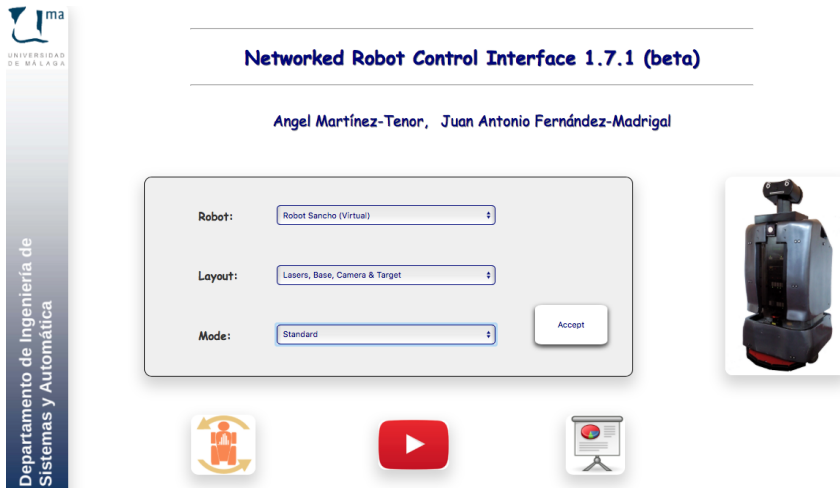 ma
UNIVERSIDAD
DE MÁLAGA
Departamento de Ingeniería de
Sistemas y Automática
Networked Robot Control Interface 1.7.1 (beta)
Angel Martínez-Tenor, Juan Antonio Fernández-Madrigal
Robot: Robot Sancho (Virtual)
Layout: Lasers, Base, Camera & Target
Mode: Standard
Accept